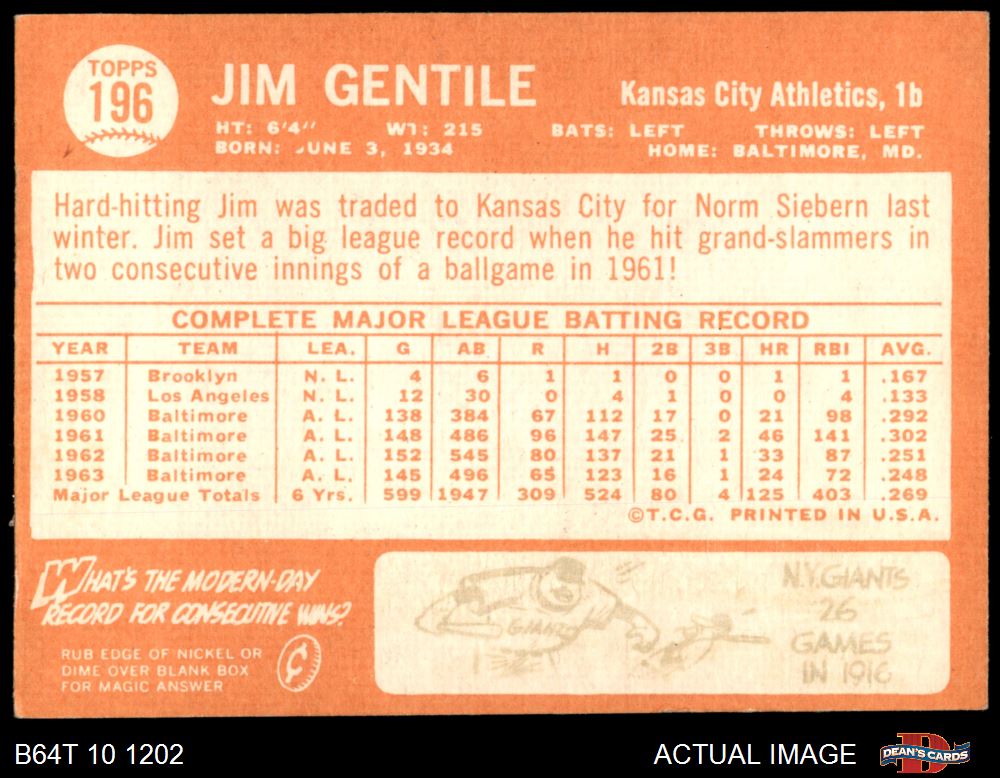 TOPPS
196
JIM GENTILE
Kansas City Athletics, 1b
HT: 6'4" WT: 215 BATS: LEFT THROWS: LEFT
BORN: JUNE 3, 1934 HOME: BALTIMORE, MD.
Hard-hitting Jim was traded to Kansas City for Norm Siebern last
winter. Jim set a big league record when he hit grand-slammers in
two consecutive innings of a ballgame in 1961!
COMPLETE MAJOR LEAGUE BATTING RECORD
YEAR TEAM LEA. G AB R H 2B 3B HR RBI AVG.
1957 Brooklyn N. L. 4 6 1 1 0 0 1 1 .167
1958 Los Angeles N. L. 12 30 0 4 1 0 0 4 .133
1960 Baltimore A. L. 138 384 67 112 17 0 21 98 .292
1961 Baltimore A. L. 148 486 96 147 25 2 46 141 .302
1962 Baltimore A. L. 152 545 80 137 21 1 33 87 .251
1963 Baltimore A. L. 145 496 65 123 16 1 24 72 .248
Major League Totals 6 Yrs. 599 1947 309 524 80 4 125 403 .269
©T.C.G. PRINTED IN U.S.A.
WHAT'S THE MODERN-DAY
RECORD FOR CONSECUTIVE WINS?
RUB EDGE OF NICKEL OR
DIME OVER BLANK BOX
FOR MAGIC ANSWER
¢
GIANTS
N.Y. GIANTS
26
GAMES
IN 1916
B64T 10 1202
ACTUAL IMAGE
DEAN'S CARDS